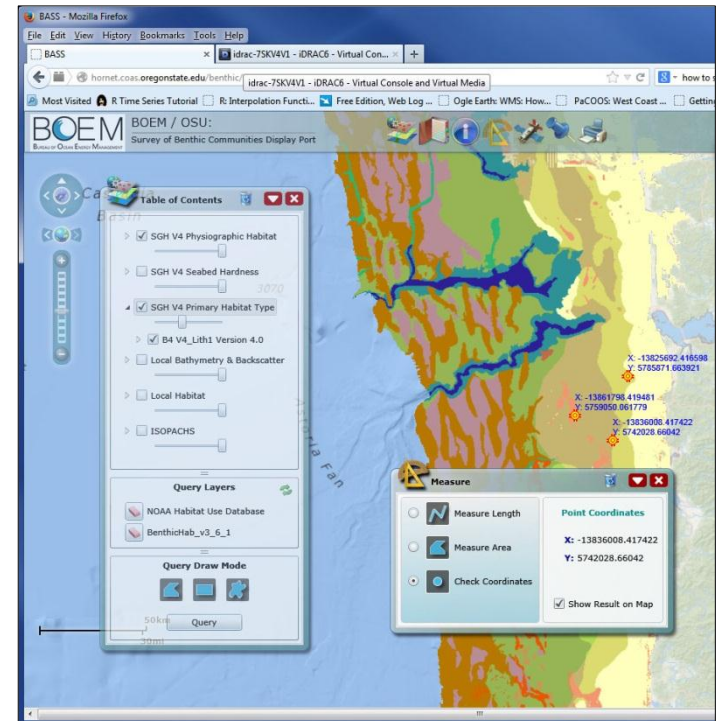 BASS - Mozilla Firefox
File Edit View History Bookmarks Tools Help
BASS × idrac-7SKV4V1 - iDRAC6 - Virtual Con... × +
hornet.coas.oregonstate.edu/benthic/ 8 - how to s
idrac-7SKV4V1 - iDRAC6 - Virtual Console and Virtual Media
Most Visited R Time Series Tutorial R: Interpolation Functi... Free Edition, Web Log ... Ogle Earth: WMS: How... PaCOOS: West Coast ... Getting
BOEM
BUREAU OF OCEAN ENERGY MANAGEMENT
BOEM / OSU:
Survey of Benthic Communities Display Port
Basin
Table of Contents
SGH V4 Physiographic Habitat
SGH V4 Seabed Hardness
3070
SGH V4 Primary Habitat Type
B4 V4_Lith1 Version 4.0
Local Bathymetry & Backscatter
Local Habitat
ISOPACHS
Query Layers
NOAA Habitat Use Database
BenthicHab_v3_6_1
Query Draw Mode
Query
50km
30mi
Astoria Fan
X: -13825692.416598
Y: 5785871.663921
X: -13861798.419481
Y: 5759050.061779
X: -13836008.417422
Y: 5742028.66042
Measure
Measure Length
Measure Area
Check Coordinates
Point Coordinates
X: -13836008.417422
Y: 5742028.66042
Show Result on Map